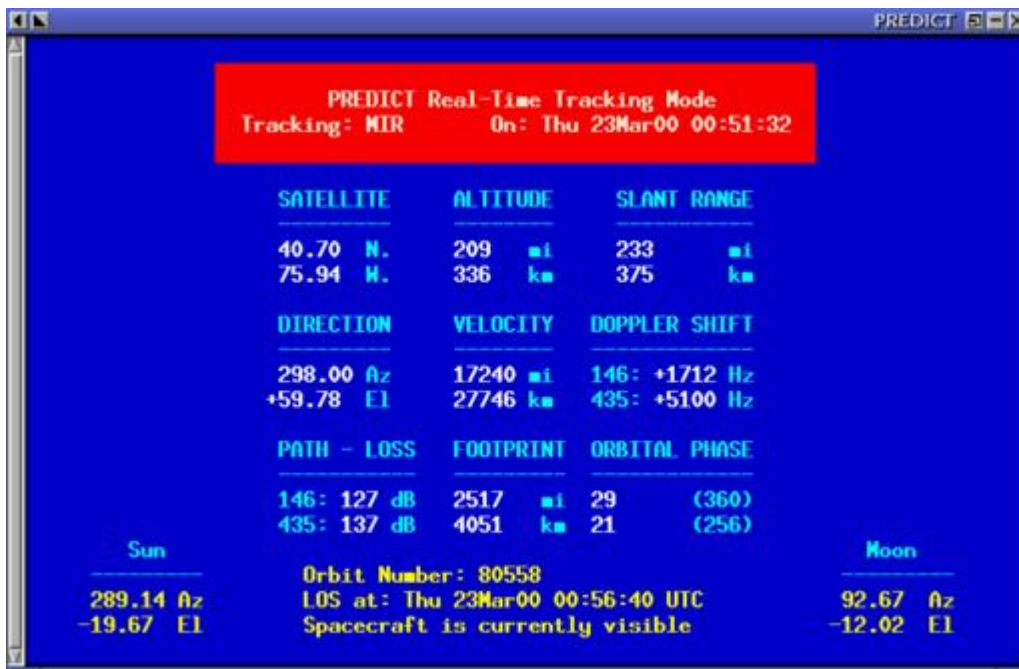 PREDICT
PREDICT Real-Time Tracking Mode
Tracking: MIR On: Thu 23Mar00 00:51:32
SATELLITE ALTITUDE SLANT RANGE
40.70 N. 209 mi 233 mi
75.94 W. 336 km 375 km
DIRECTION VELOCITY DOPPLER SHIFT
298.00 Az 17240 mi 146: +1712 Hz
+59.78 El 27746 km 435: +5100 Hz
PATH - LOSS FOOTPRINT ORBITAL PHASE
146: 127 dB 2517 mi 29 (360)
435: 137 dB 4051 km 21 (256)
Sun Moon
Orbit Number: 80558
289.14 Az LOS at: Thu 23Mar00 00:56:40 UTC 92.67 Az
-19.67 El Spacecraft is currently visible -12.02 El